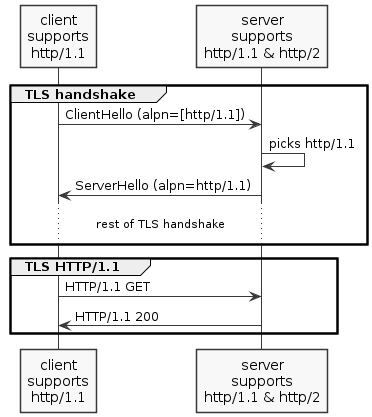 client
supports
http/1.1
server
supports
http/1.1 & http/2
TLS handshake
ClientHello (alpn=[http/1.1])
picks http/1.1
ServerHello (alpn=http/1.1)
rest of TLS handshake
TLS HTTP/1.1
HTTP/1.1 GET
HTTP/1.1 200
client
supports
http/1.1
server
supports
http/1.1 & http/2